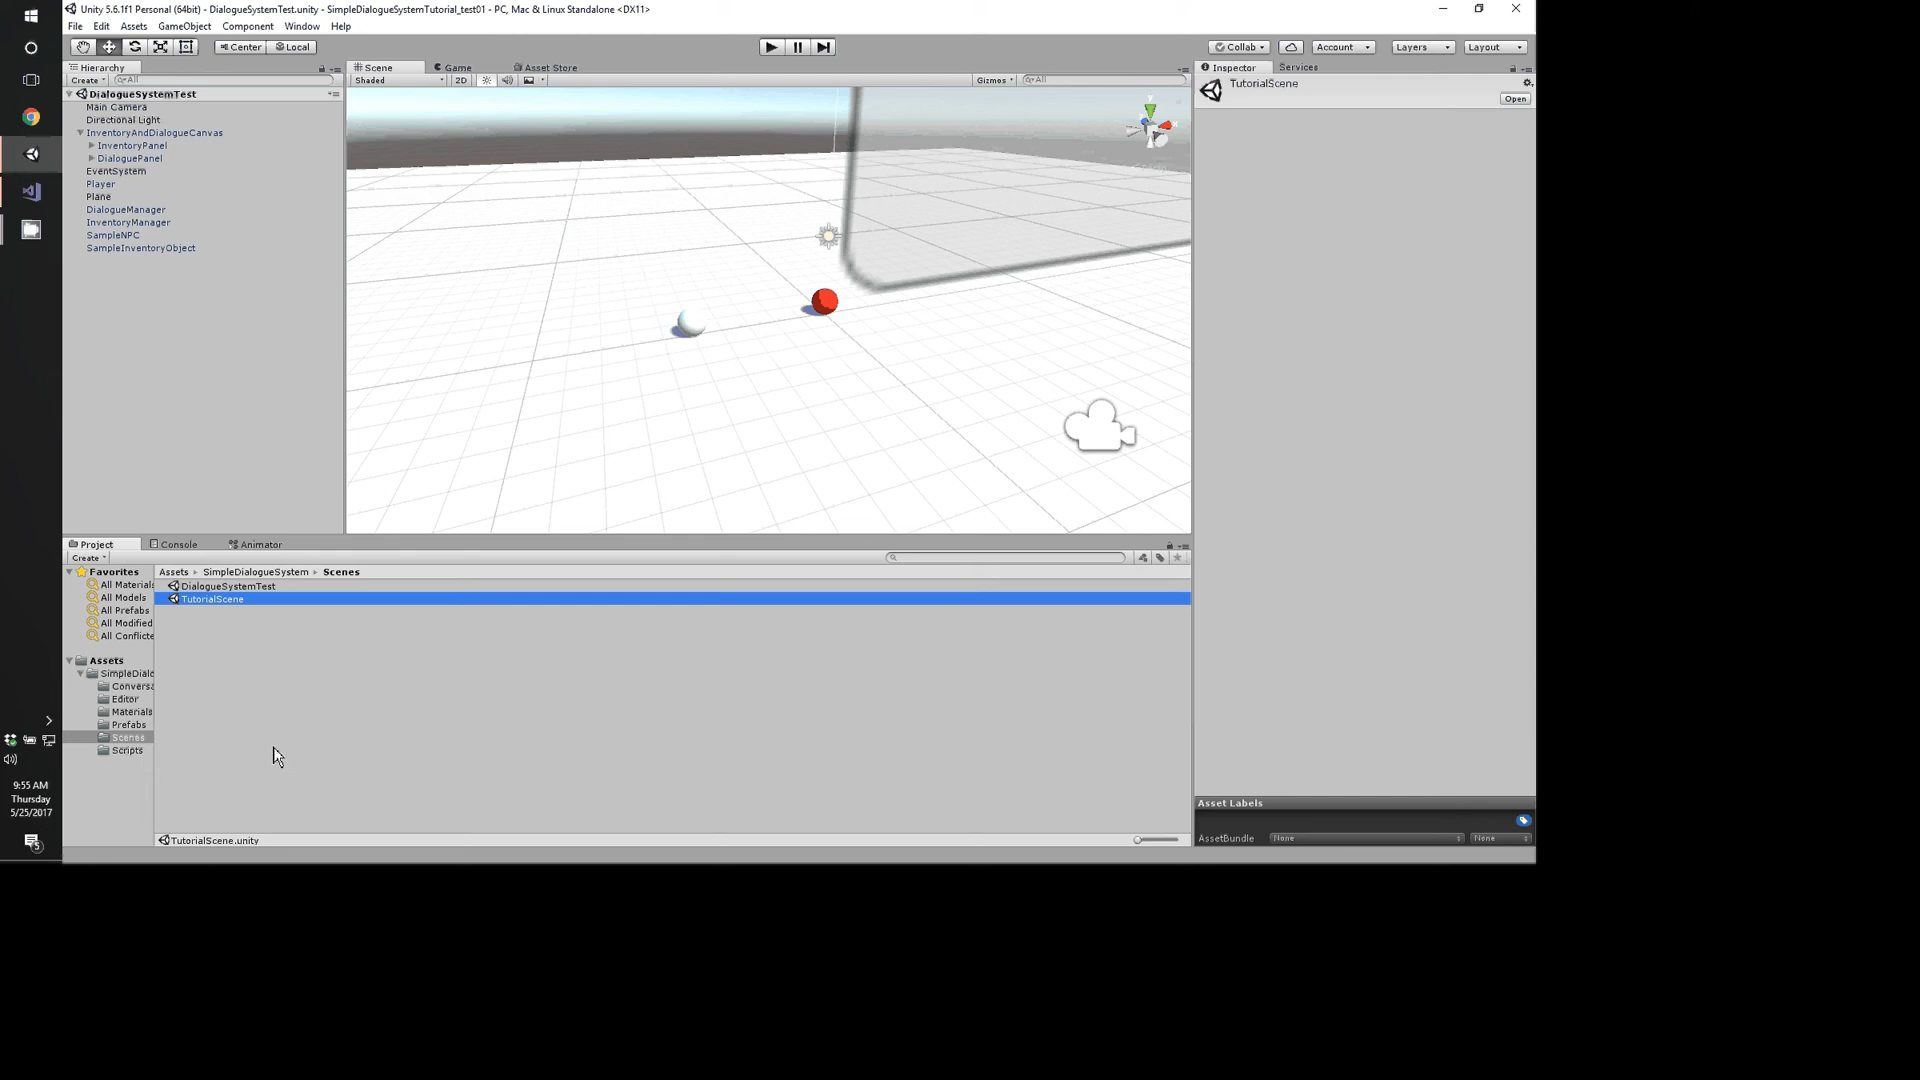 Unity 5.6.1f1 Personal (64bit) - DialogueSystemTest.unity - SimpleDialogueSystemTutorial_test01 - PC, Mac & Linux Standalone <DX11>
File Edit Assets GameObject Component Window Help
Center Local
Collab Account Layers Layout
Hierarchy
Create All
DialogueSystemTest
Main Camera
Directional Light
InventoryAndDialogueCanvas
InventoryPanel
DialoguePanel
EventSystem
Player
Plane
DialogueManager
InventoryManager
SampleNPC
SampleInventoryObject
Scene Game Asset Store
Shaded 2D Gizmos All
Inspector Services
TutorialScene
Open
Project Console Animator
Create
Favorites
All Materials
All Models
All Prefabs
All Modified
All Conflicte
Assets
SimpleDialo
Conversa
Editor
Materials
Prefabs
Scenes
Scripts
Assets SimpleDialogueSystem Scenes
DialogueSystemTest
TutorialScene
TutorialScene.unity
Asset Labels
AssetBundle None None
9:55 AM
Thursday
5/25/2017
5